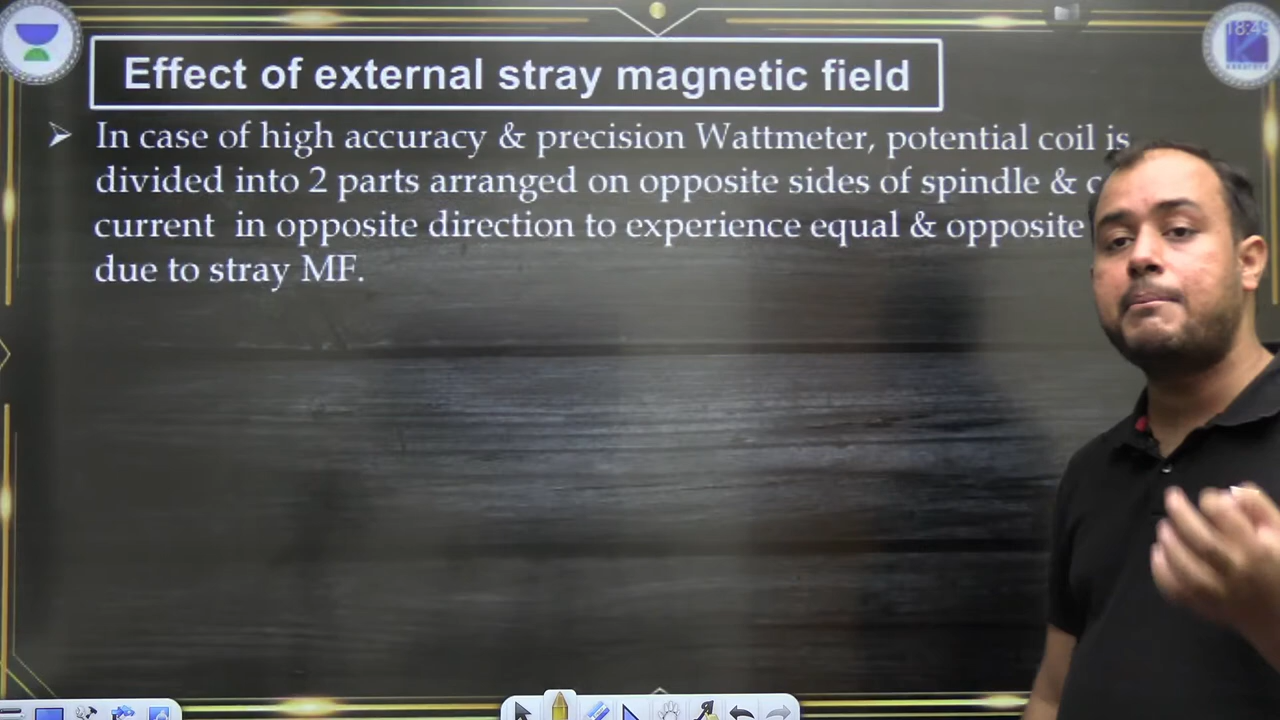 Effect of external stray magnetic field
In case of high accuracy & precision Wattmeter, potential coil is
divided into 2 parts arranged on opposite sides of spindle &
current in opposite direction to experience equal & opposite
due to stray MF.
18:49